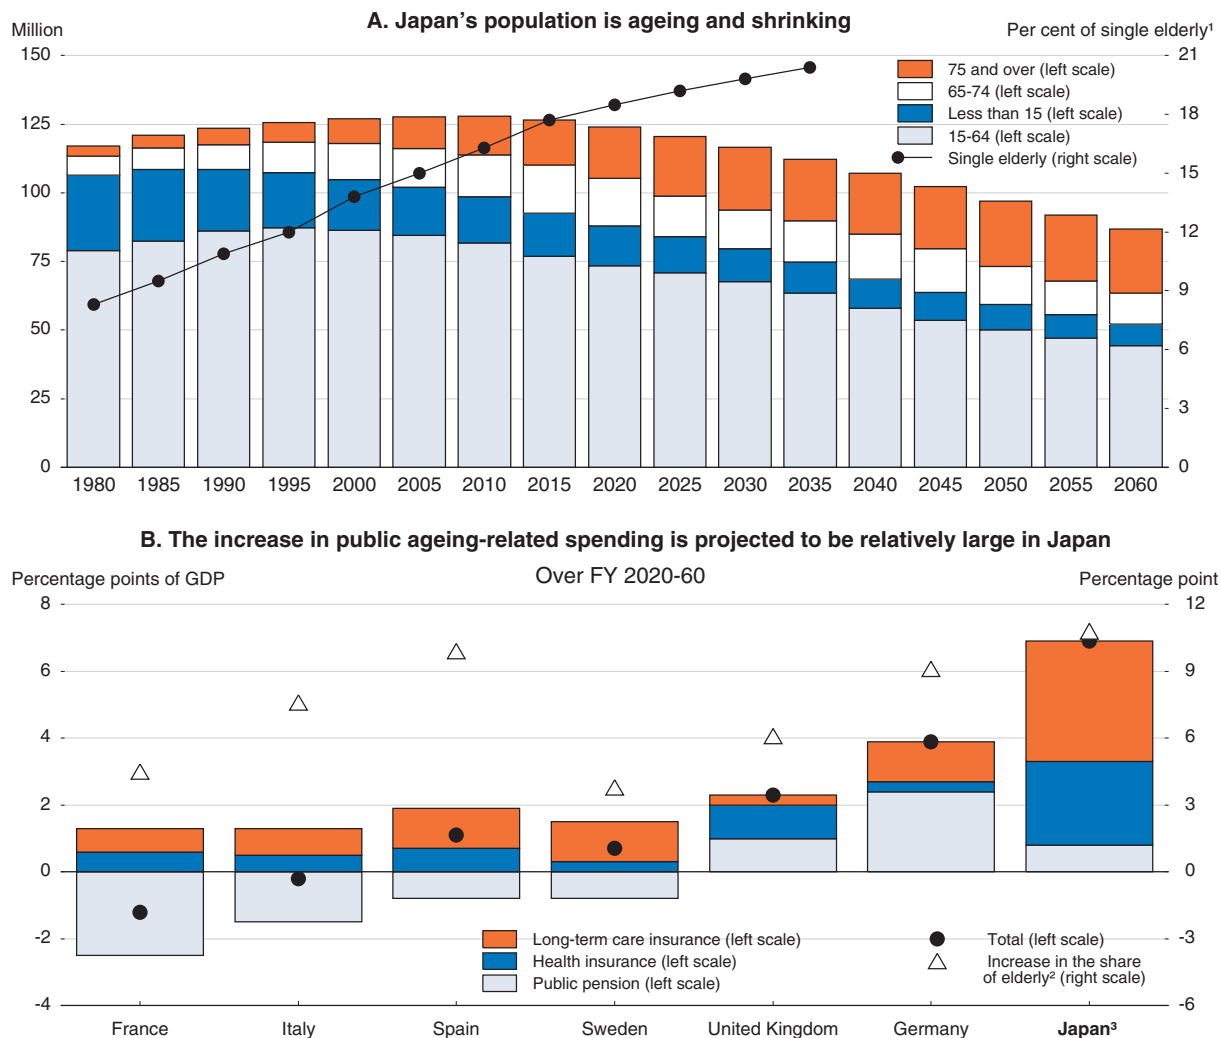 A. Japan's population is ageing and shrinking
Million
Per cent of single elderly¹
150
125
100
75
50
25
0
21
18
15
12
9
6
3
0
75 and over (left scale)
65-74 (left scale)
Less than 15 (left scale)
15-64 (left scale)
Single elderly (right scale)
1980 1985 1990 1995 2000 2005 2010 2015 2020 2025 2030 2035 2040 2045 2050 2055 2060
B. The increase in public ageing-related spending is projected to be relatively large in Japan
Percentage points of GDP
Over FY 2020-60
Percentage point
8
6
4
2
0
-2
-4
12
9
6
3
0
-3
-6
Long-term care insurance (left scale)
Health insurance (left scale)
Public pension (left scale)
Total (left scale)
Increase in the share
of elderly² (right scale)
France Italy Spain Sweden United Kingdom Germany Japan³